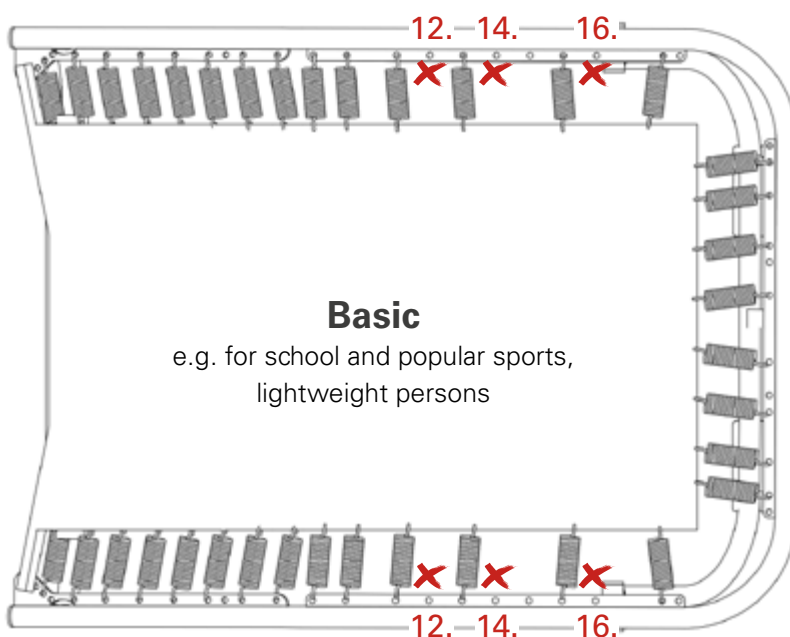 12. 14. 16.
Basic
e.g. for school and popular sports,
lightweight persons
12. 14. 16.